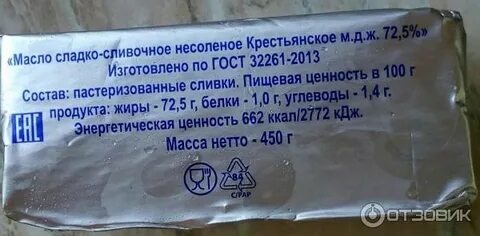 «Масло сладко-сливочное несоленое Крестьянское м.д.ж. 72,5%»
Изготовлено по ГОСТ 32261-2013
Состав: пастеризованные сливки. Пищевая ценность в 100 г
продукта: жиры - 72,5 г, белки - 1,0 г, углеводы - 1,4 г.
Энергетическая ценность 662 ккал/2772 кДж.
Масса нетто - 450 г
EAC
84
C/PAP
ОТЗОВИК